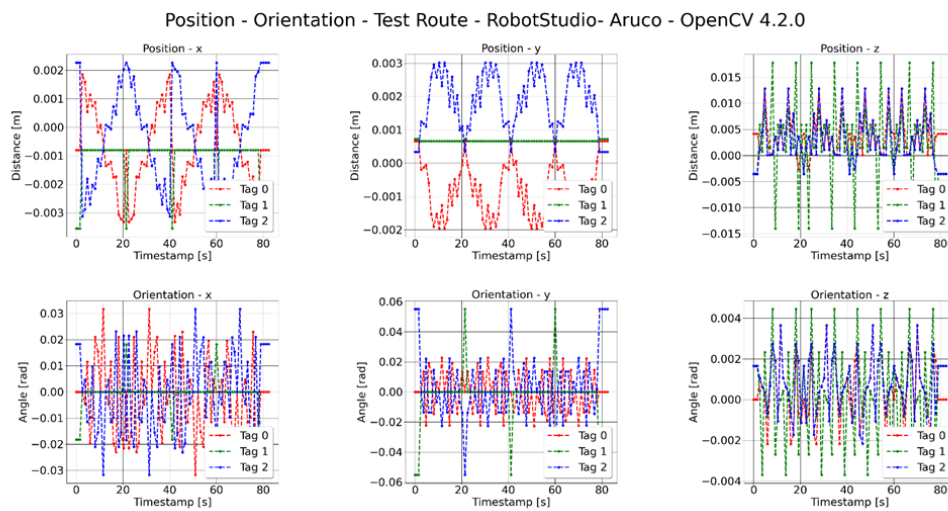 Position - Orientation - Test Route - RobotStudio- Aruco - OpenCV 4.2.0
Position - x
Distance [m]
0.002
0.001
0.000
−0.001
−0.002
−0.003
0 20 40 60 80
Timestamp [s]
Tag 0
Tag 1
Tag 2
Position - y
Distance [m]
0.003
0.002
0.001
0.000
−0.001
−0.002
0 20 40 60 80
Timestamp [s]
Tag 0
Tag 1
Tag 2
Position - z
Distance [m]
0.015
0.010
0.005
0.000
−0.005
−0.010
−0.015
0 20 40 60 80
Timestamp [s]
Tag 0
Tag 1
Tag 2
Orientation - x
Angle [rad]
0.03
0.02
0.01
0.00
−0.01
−0.02
−0.03
0 20 40 60 80
Timestamp [s]
Tag 0
Tag 1
Tag 2
Orientation - y
Angle [rad]
0.06
0.04
0.02
0.00
−0.02
−0.04
−0.06
0 20 40 60 80
Timestamp [s]
Tag 0
Tag 1
Tag 2
Orientation - z
Angle [rad]
0.004
0.002
0.000
−0.002
−0.004
0 20 40 60 80
Timestamp [s]
Tag 0
Tag 1
Tag 2